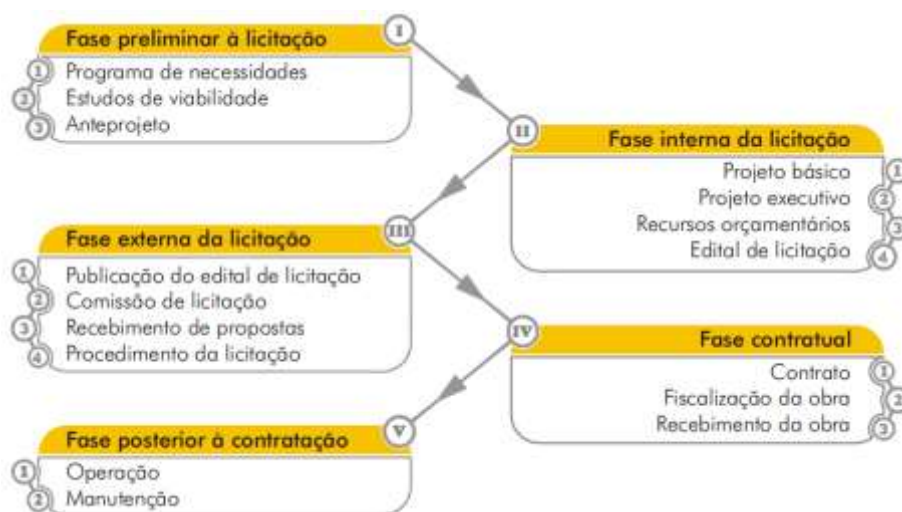 I
Fase preliminar à licitação
1 Programa de necessidades
2 Estudos de viabilidade
3 Anteprojeto
II
Fase interna da licitação
Projeto básico 1
Projeto executivo 2
Recursos orçamentários 3
Edital de licitação 4
III
Fase externa da licitação
1 Publicação do edital de licitação
2 Comissão de licitação
3 Recebimento de propostas
4 Procedimento da licitação
IV
Fase contratual
Contrato 1
Fiscalização da obra 2
Recebimento da obra 3
V
Fase posterior à contratação
1 Operação
2 Manutenção